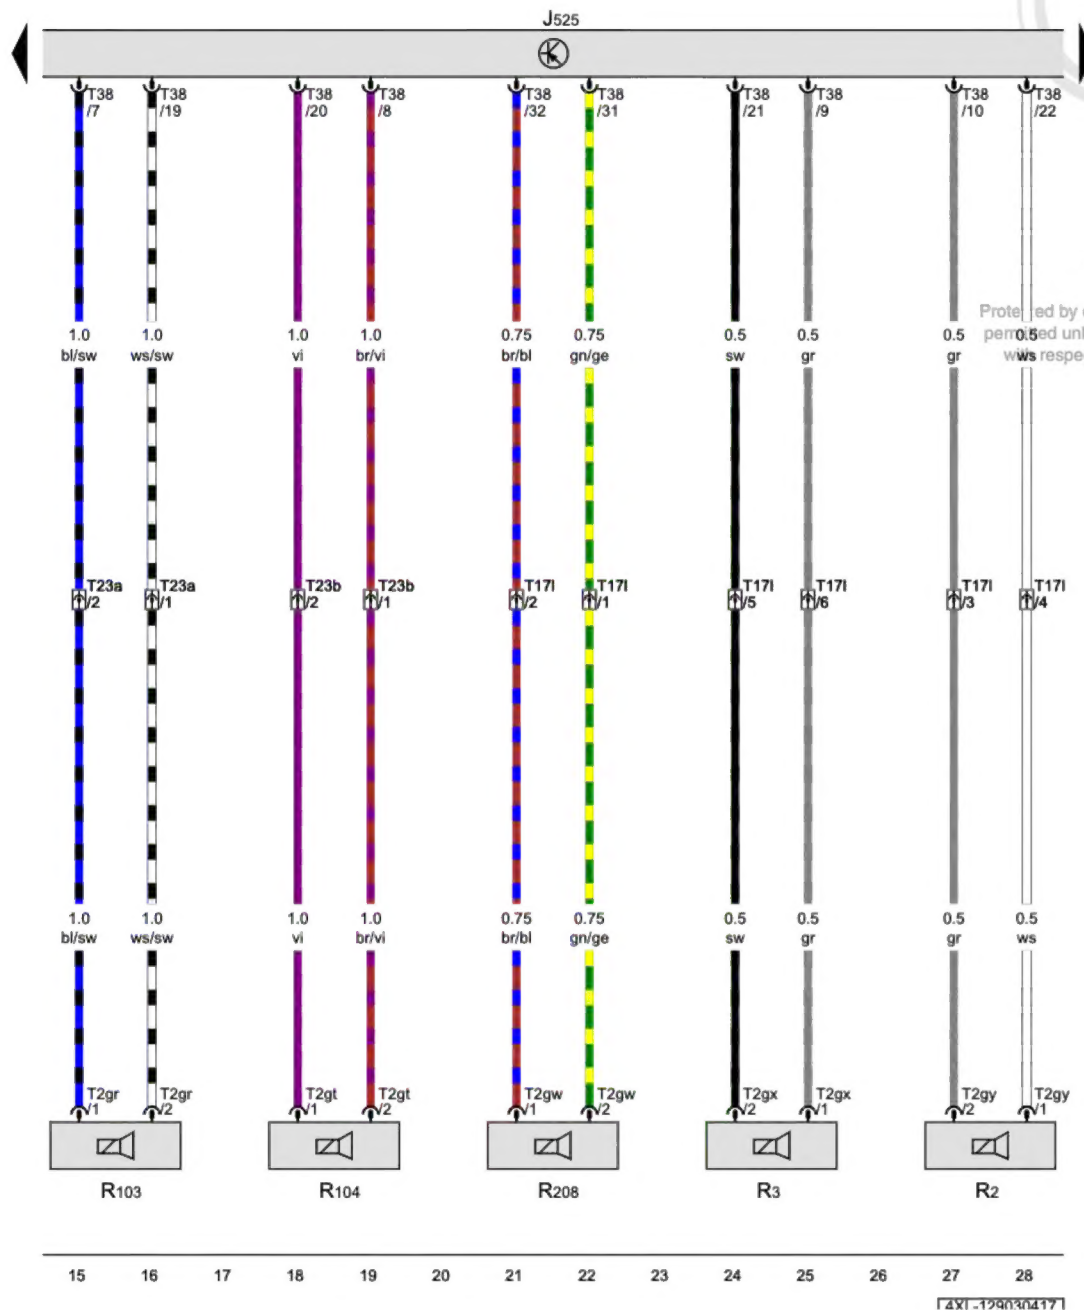 J525
T38 T38 T38 T38 T38 T38 T38 T38 T38 T38
/7 /19 /20 /8 /32 /31 /21 /9 /10 /22
Protected by
permitted
with
1.0 1.0 1.0 1.0 0.75 0.75 0.5 0.5 0.5 0.5
bl/sw ws/sw vi br/vi br/bl gn/ge sw gr gr ws
T23a T23a T23b T23b T17l T17l T17l T17l T17l T17l
/2 /1 /2 /1 /2 /1 /5 /6 /3 /4
1.0 1.0 1.0 1.0 0.75 0.75 0.5 0.5 0.5 0.5
bl/sw ws/sw vi br/vi br/bl gn/ge sw gr gr ws
T2gr T2gr T2gt T2gt T2gw T2gw T2gx T2gx T2gy T2gy
/1 /2 /1 /2 /1 /2 /2 /1 /2 /1
R103 R104 R208 R3 R2
15 16 17 18 19 20 21 22 23 24 25 26 27 28
4XL-129030417